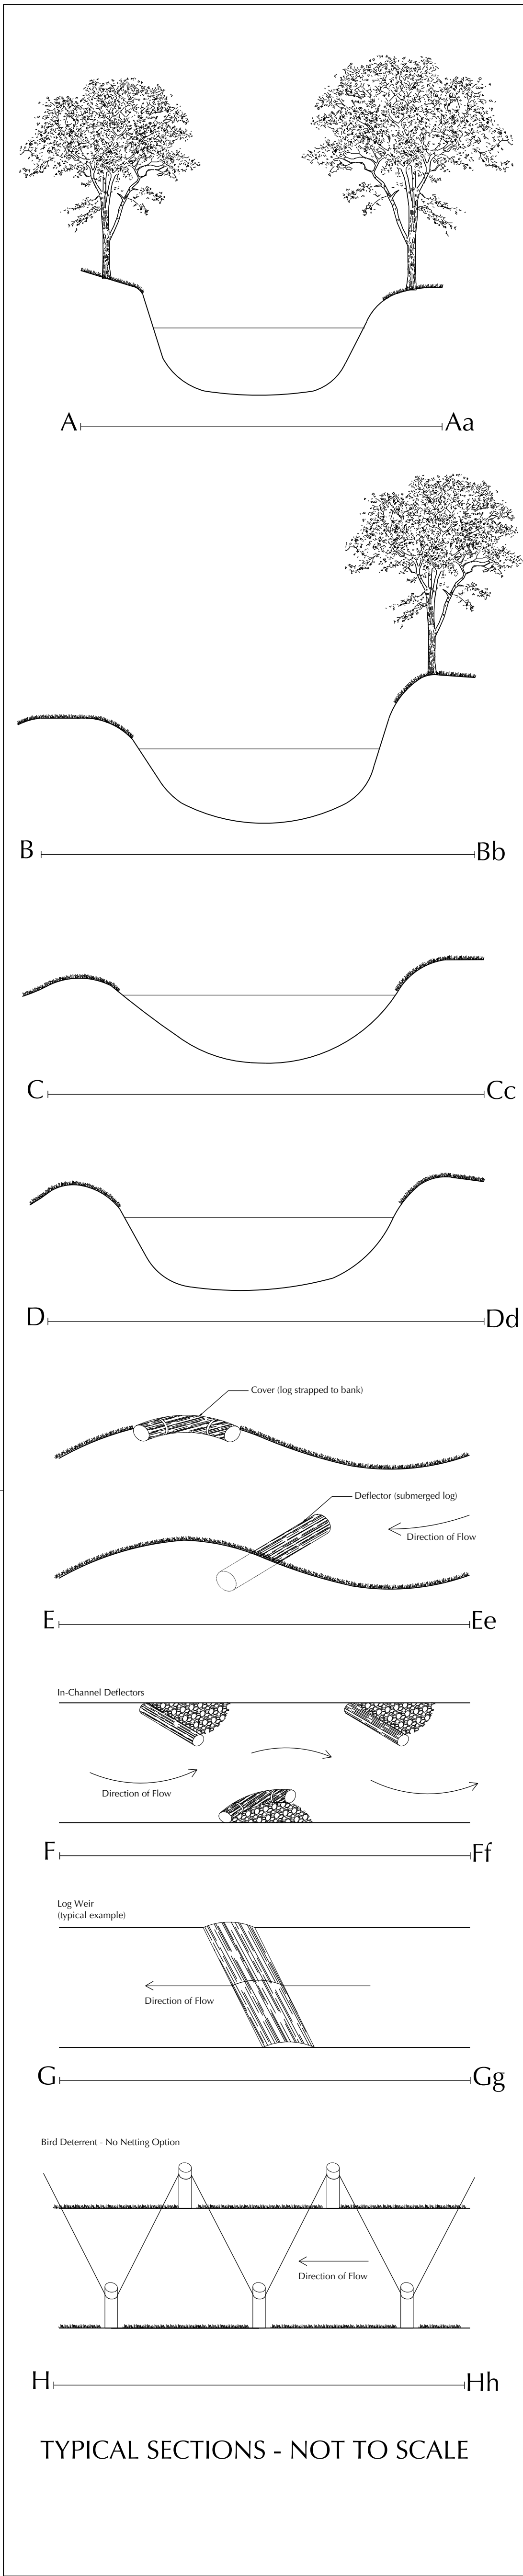 A Aa
B Bb
C Cc
D Dd
Cover (log strapped to bank)
Deflector (submerged log)
Direction of Flow
E Ee
In-Channel Deflectors
Direction of Flow
F Ff
Log Weir
(typical example)
Direction of Flow
G Gg
Bird Deterrent - No Netting Option
Direction of Flow
H Hh
TYPICAL SECTIONS - NOT TO SCALE